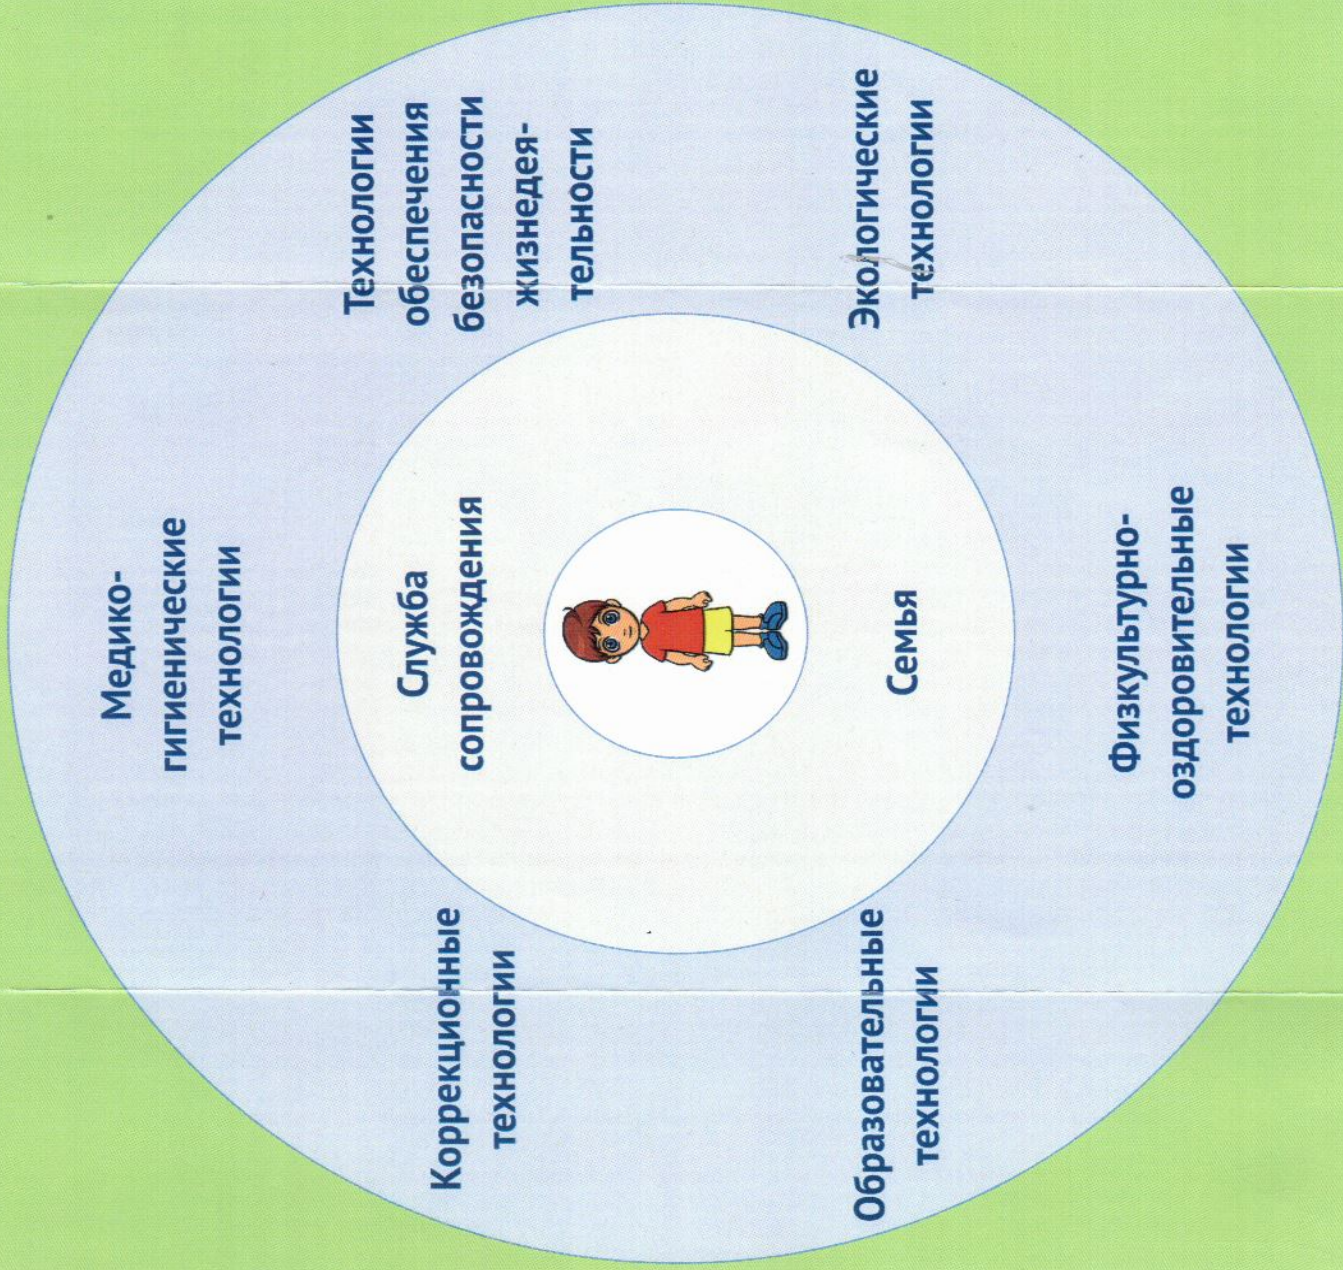 Медико-
гигиенические
технологии
Технологии
обеспечения
безопасности
жизнедея-
тельности
Экологические
технологии
Физкультурно-
оздоровительные
технологии
Образовательные
технологии
Коррекционные
технологии
Служба
сопровождения
Семья